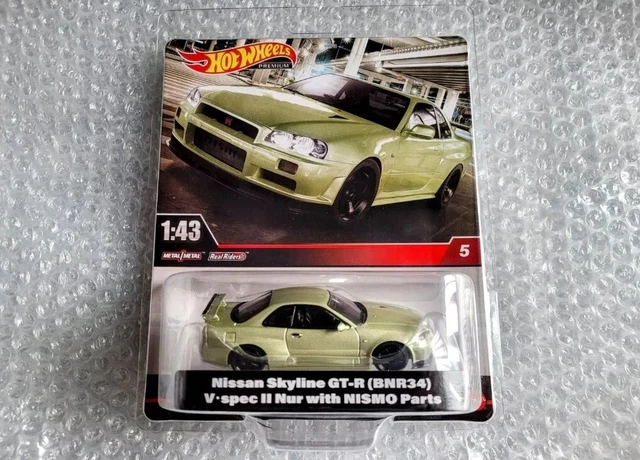 Hot Wheels
PREMIUM
1:43
5
METAL/METAL
Real Riders
Nissan Skyline GT-R (BNR34)
V·spec II Nur with NISMO Parts